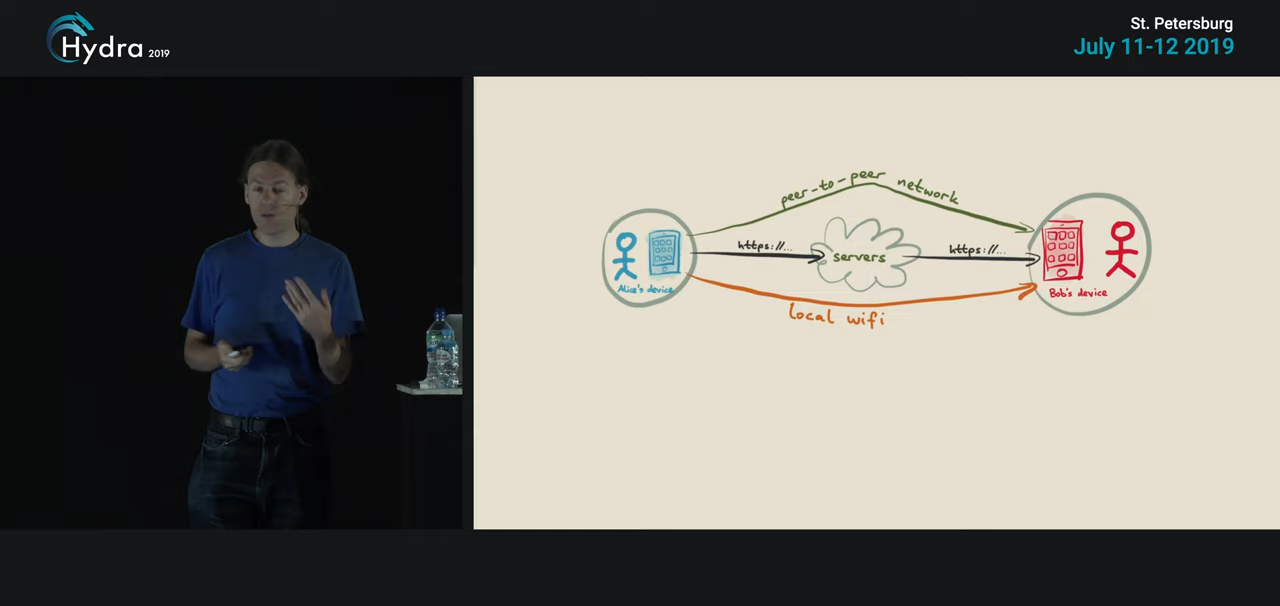 Hydra 2019
St. Petersburg
July 11-12 2019
peer-to-peer network
https://...
https://...
servers
Alice's device
Bob's device
local wifi